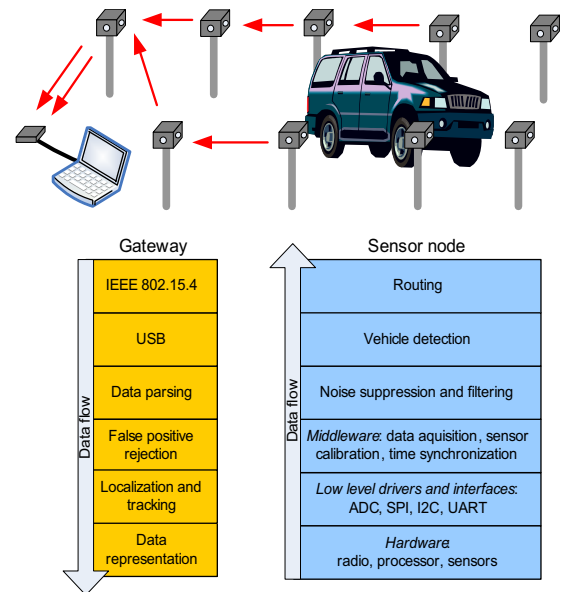 Gateway
Sensor node
Data flow
IEEE 802.15.4
USB
Data parsing
False positive
rejection
Localization and
tracking
Data
representation
Data flow
Routing
Vehicle detection
Noise suppression and filtering
Middleware: data aquisition, sensor
calibration, time synchronization
Low level drivers and interfaces:
ADC, SPI, I2C, UART
Hardware
radio, processor, sensors